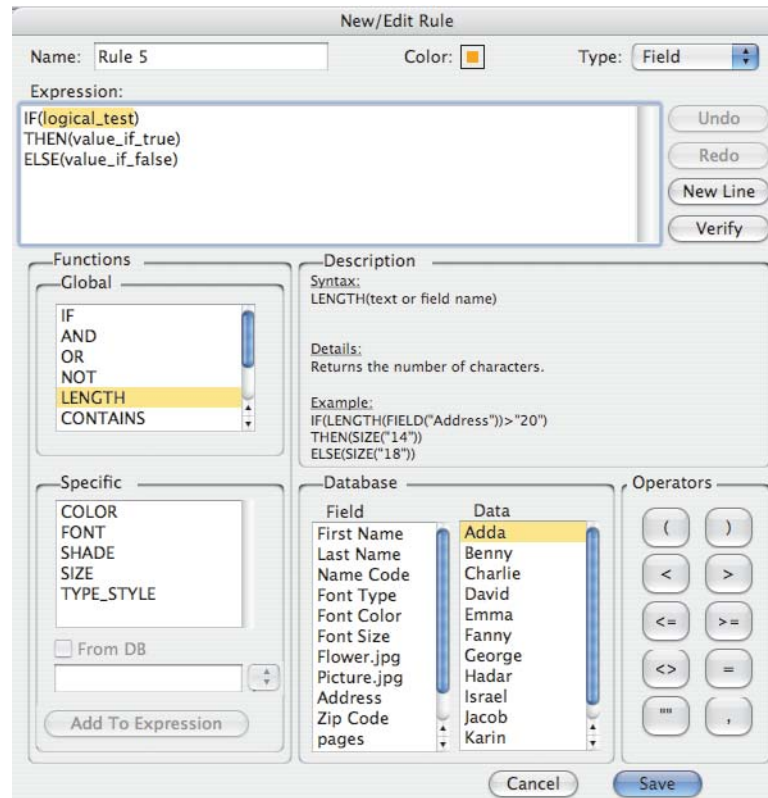 New/Edit Rule
Name: Rule 5 Color: Type: Field
Expression:
IF(logical_test)
THEN(value_if_true)
ELSE(value_if_false)
Undo
Redo
New Line
Verify
Functions
Global
IF
AND
OR
NOT
LENGTH
CONTAINS
Description
Syntax:
LENGTH(text or field name)
Details:
Returns the number of characters.
Example:
IF(LENGTH(FIELD("Address"))>"20")
THEN(SIZE("14"))
ELSE(SIZE("18"))
Specific
COLOR
FONT
SHADE
SIZE
TYPE_STYLE
From DB
Add To Expression
Database
Field
First Name
Last Name
Name Code
Font Type
Font Color
Font Size
Flower.jpg
Picture.jpg
Address
Zip Code
pages
Data
Adda
Benny
Charlie
David
Emma
Fanny
George
Hadar
Israel
Jacob
Karin
Operators
( )
< >
<= >=
<> =
"" ,
Cancel Save